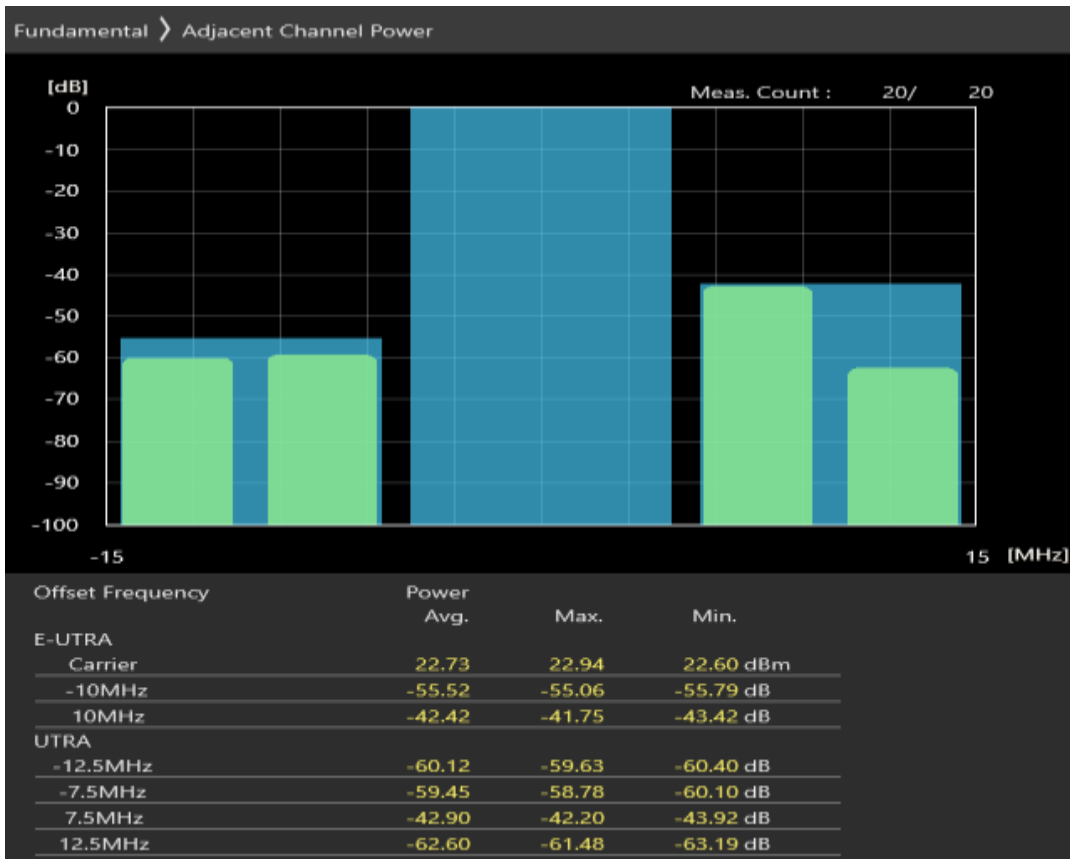 Fundamental ❯ Adjacent Channel Power
[dB]
Meas. Count : 20/ 20
0
-10
-20
-30
-40
-50
-60
-70
-80
-90
-100
-15 15 [MHz]
Offset Frequency Power
Avg. Max. Min.
E-UTRA
Carrier 22.73 22.94 22.60 dBm
-10MHz -55.52 -55.06 -55.79 dB
10MHz -42.42 -41.75 -43.42 dB
UTRA
-12.5MHz -60.12 -59.63 -60.40 dB
-7.5MHz -59.45 -58.78 -60.10 dB
7.5MHz -42.90 -42.20 -43.92 dB
12.5MHz -62.60 -61.48 -63.19 dB